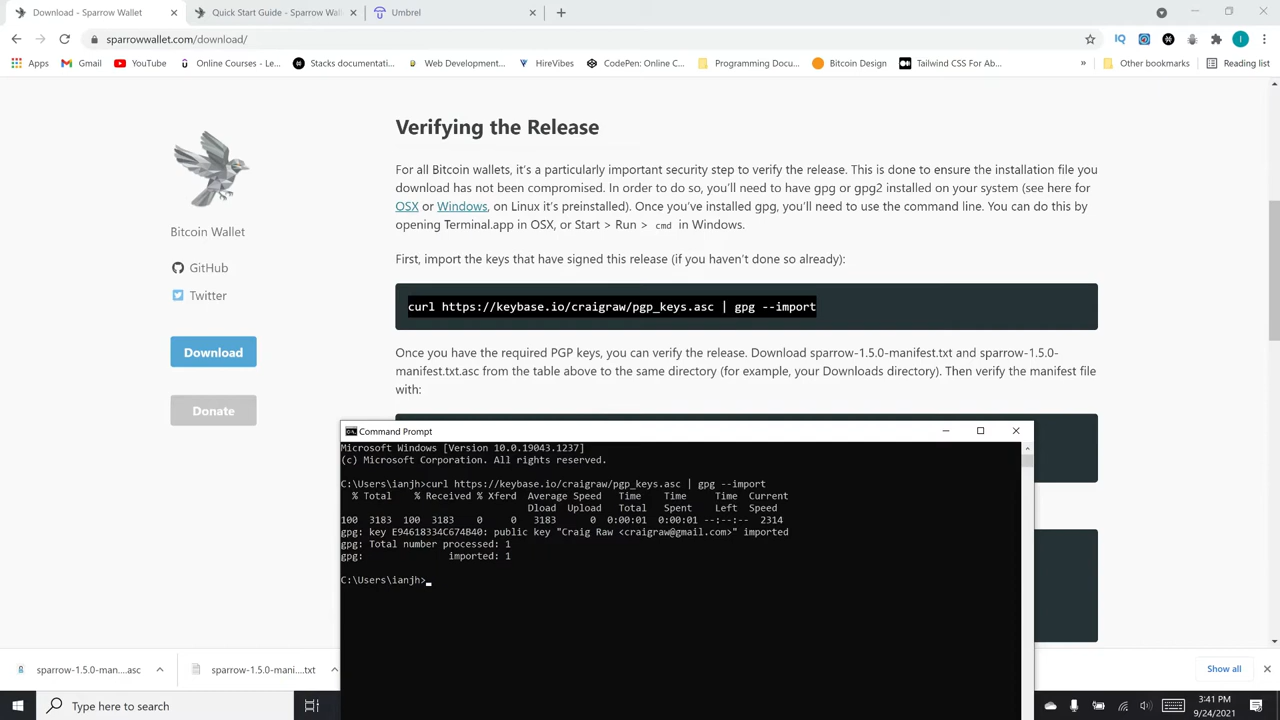 Download - Sparrow Wallet
Quick Start Guide - Sparrow Wal
Umbrel
sparrowwallet.com/download/
IQ
I
Apps
Gmail
YouTube
Online Courses - Le...
Stacks documentati...
Web Development...
HireVibes
CodePen: Online C...
Programming Docu...
Bitcoin Design
Tailwind CSS For Ab...
»
Other bookmarks
Reading list
Bitcoin Wallet
GitHub
Twitter
Download
Donate
Verifying the Release
For all Bitcoin wallets, it's a particularly important security step to verify the release. This is done to ensure the installation file you
download has not been compromised. In order to do so, you'll need to have gpg or gpg2 installed on your system (see here for
OSX or Windows, on Linux it's preinstalled). Once you've installed gpg, you'll need to use the command line. You can do this by
opening Terminal.app in OSX, or Start > Run > cmd in Windows.
First, import the keys that have signed this release (if you haven't done so already):
curl https://keybase.io/craigraw/pgp_keys.asc | gpg --import
Once you have the required PGP keys, you can verify the release. Download sparrow-1.5.0-manifest.txt and sparrow-1.5.0-
manifest.txt.asc from the table above to the same directory (for example, your Downloads directory). Then verify the manifest file
with:
Command Prompt
Microsoft Windows [Version 10.0.19043.1237]
(c) Microsoft Corporation. All rights reserved.
C:\Users\ianjh>curl https://keybase.io/craigraw/pgp_keys.asc | gpg --import
% Total % Received % Xferd Average Speed Time Time Time Current
Dload Upload Total Spent Left Speed
100 3183 100 3183 0 0 3183 0 0:00:01 0:00:01 --:--:-- 2314
gpg: key E94618334C674B40: public key "Craig Raw <craigraw@gmail.com>" imported
gpg: Total number processed: 1
gpg: imported: 1
C:\Users\ianjh>
sparrow-1.5.0-man....asc
sparrow-1.5.0-mani....txt
Show all
Type here to search
3:41 PM
9/24/2021